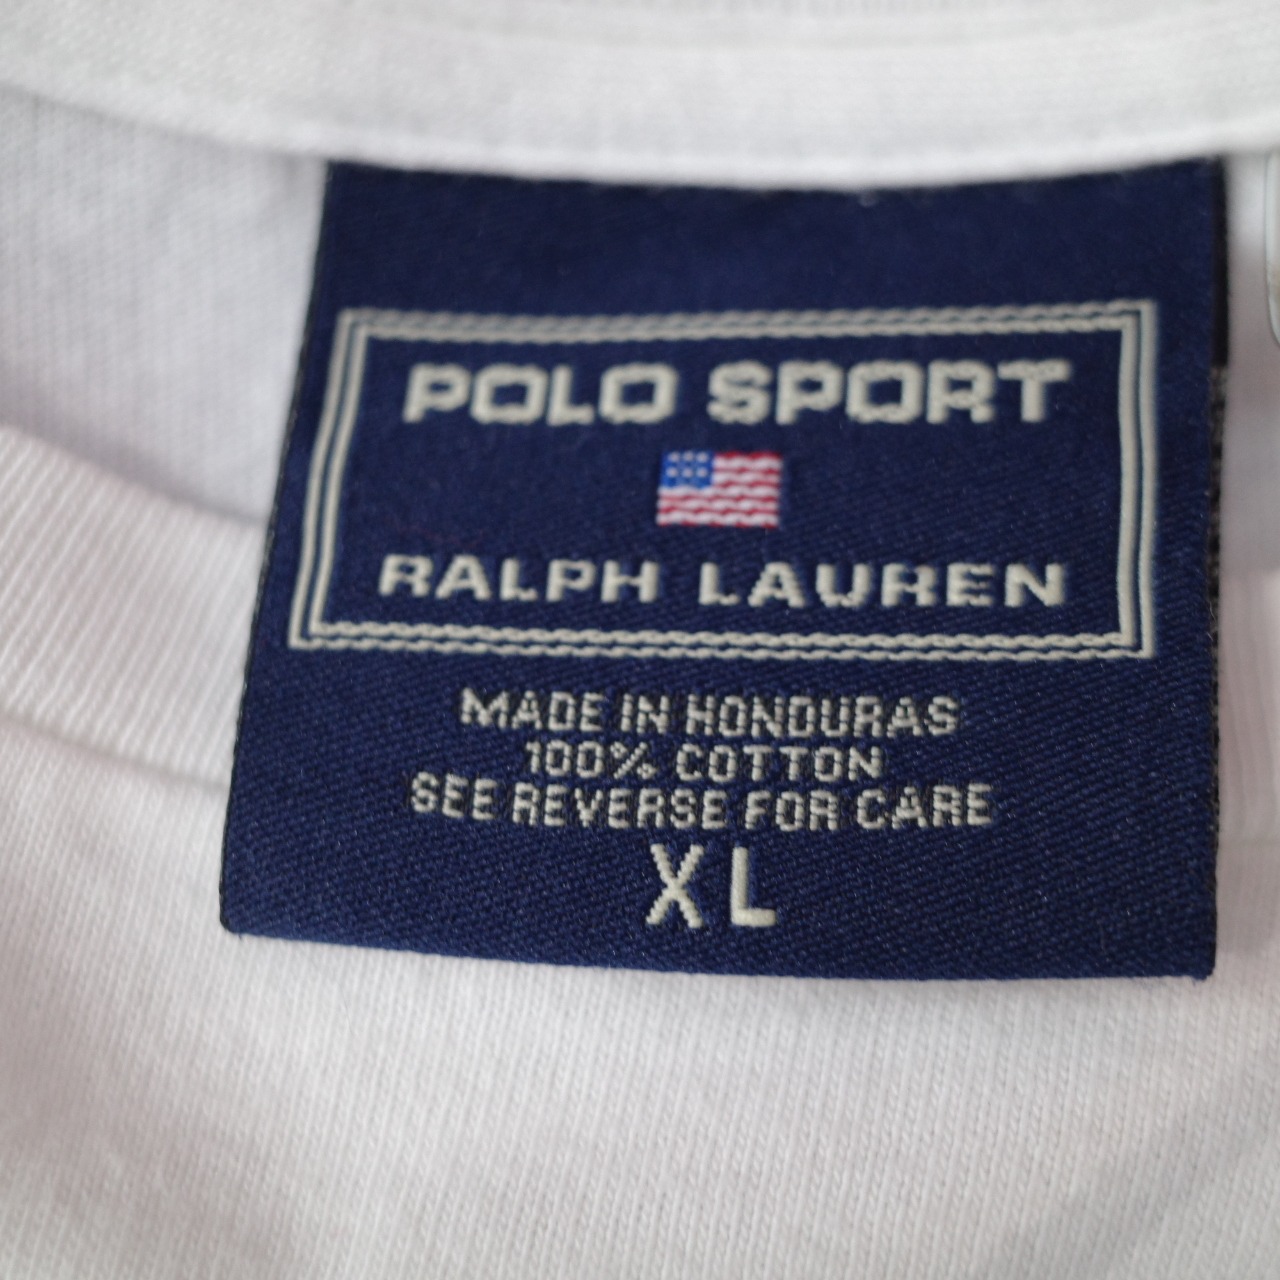 POLO SPORT
RALPH LAUREN
MADE IN HONDURAS
100% COTTON
SEE REVERSE FOR CARE
XL